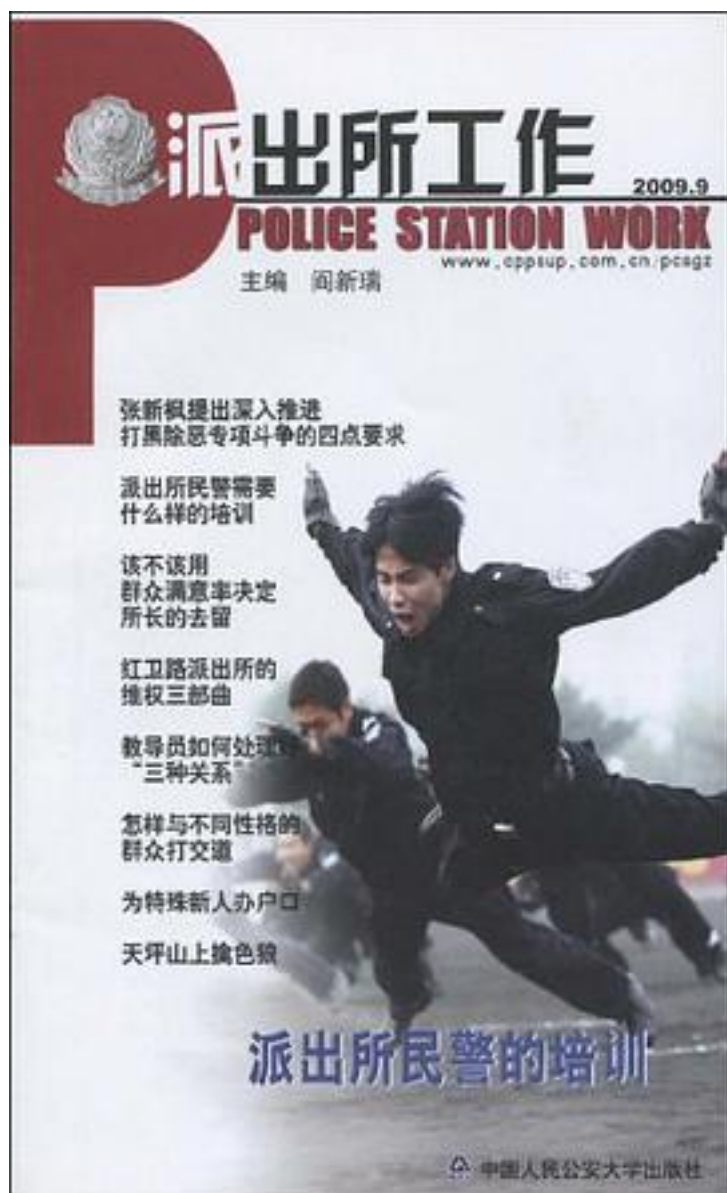 派出所工作
2009.9
POLICE STATION WORK
www.cppsup.com.cn/pcsgz
主编 阎新瑞
张新枫提出深入推进
打黑除恶专项斗争的四点要求
派出所民警需要
什么样的培训
该不该用
群众满意率决定
所长的去留
红卫路派出所的
维权三部曲
教导员如何处理好
“三种关系”
怎样与不同性格的
群众打交道
为特殊新人办户口
天坪山上擒色狼
派出所民警的培训
中国人民公安大学出版社